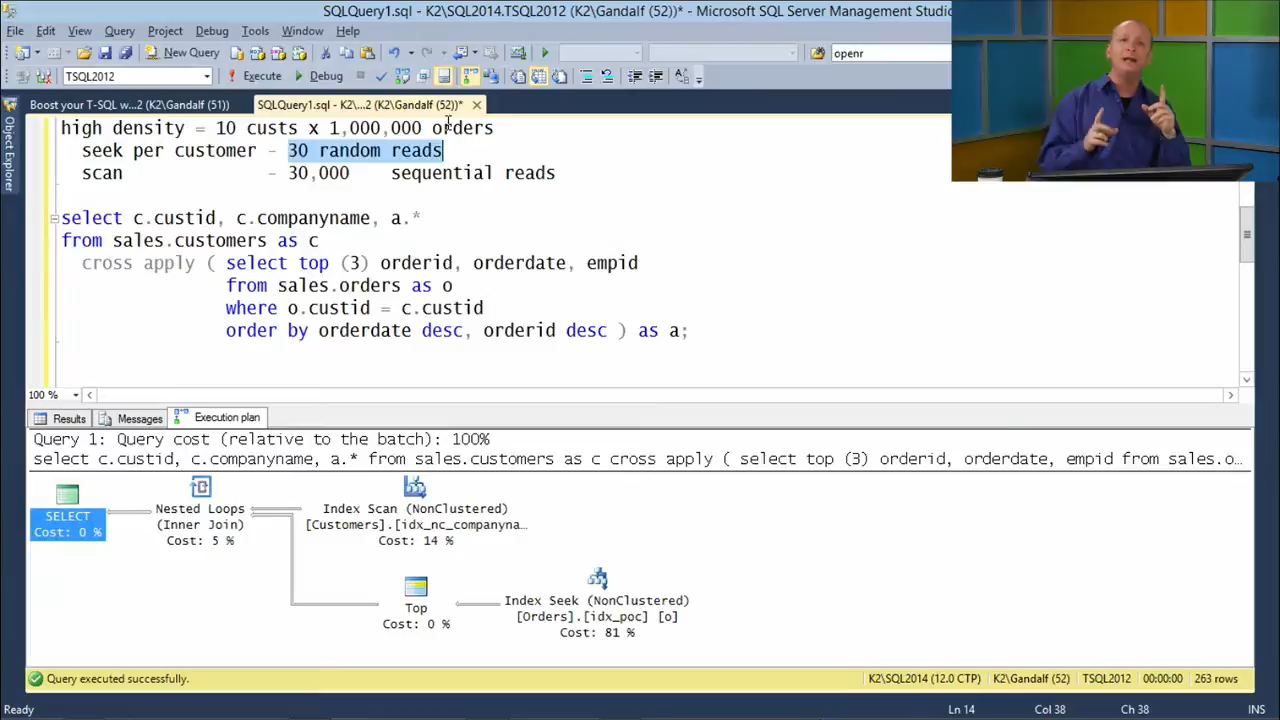 SQLQuery1.sql - K2\SQL2014.TSQL2012 (K2\Gandalf (52))* - Microsoft SQL Server Management Studio
File Edit View Query Project Debug Tools Window Help
New Query openr
TSQL2012 Execute Debug
Boost your T-SQL w...2 (K2\Gandalf (51)) SQLQuery1.sql - K2\...2 (K2\Gandalf (52))*
Object Explorer
high density = 10 custs x 1,000,000 orders
seek per customer - 30 random reads
scan - 30,000 sequential reads
select c.custid, c.companyname, a.*
from sales.customers as c
cross apply ( select top (3) orderid, orderdate, empid
from sales.orders as o
where o.custid = c.custid
order by orderdate desc, orderid desc ) as a;
100 %
Results Messages Execution plan
Query 1: Query cost (relative to the batch): 100%
select c.custid, c.companyname, a.* from sales.customers as c cross apply ( select top (3) orderid, orderdate, empid from sales.o…
SELECT
Cost: 0 %
Nested Loops
(Inner Join)
Cost: 5 %
Index Scan (NonClustered)
[Customers].[idx_nc_companyna…
Cost: 14 %
Top
Cost: 0 %
Index Seek (NonClustered)
[Orders].[idx_poc] [o]
Cost: 81 %
Query executed successfully. K2\SQL2014 (12.0 CTP) K2\Gandalf (52) TSQL2012 00:00:00 263 rows
Ready Ln 14 Col 38 Ch 38 INS